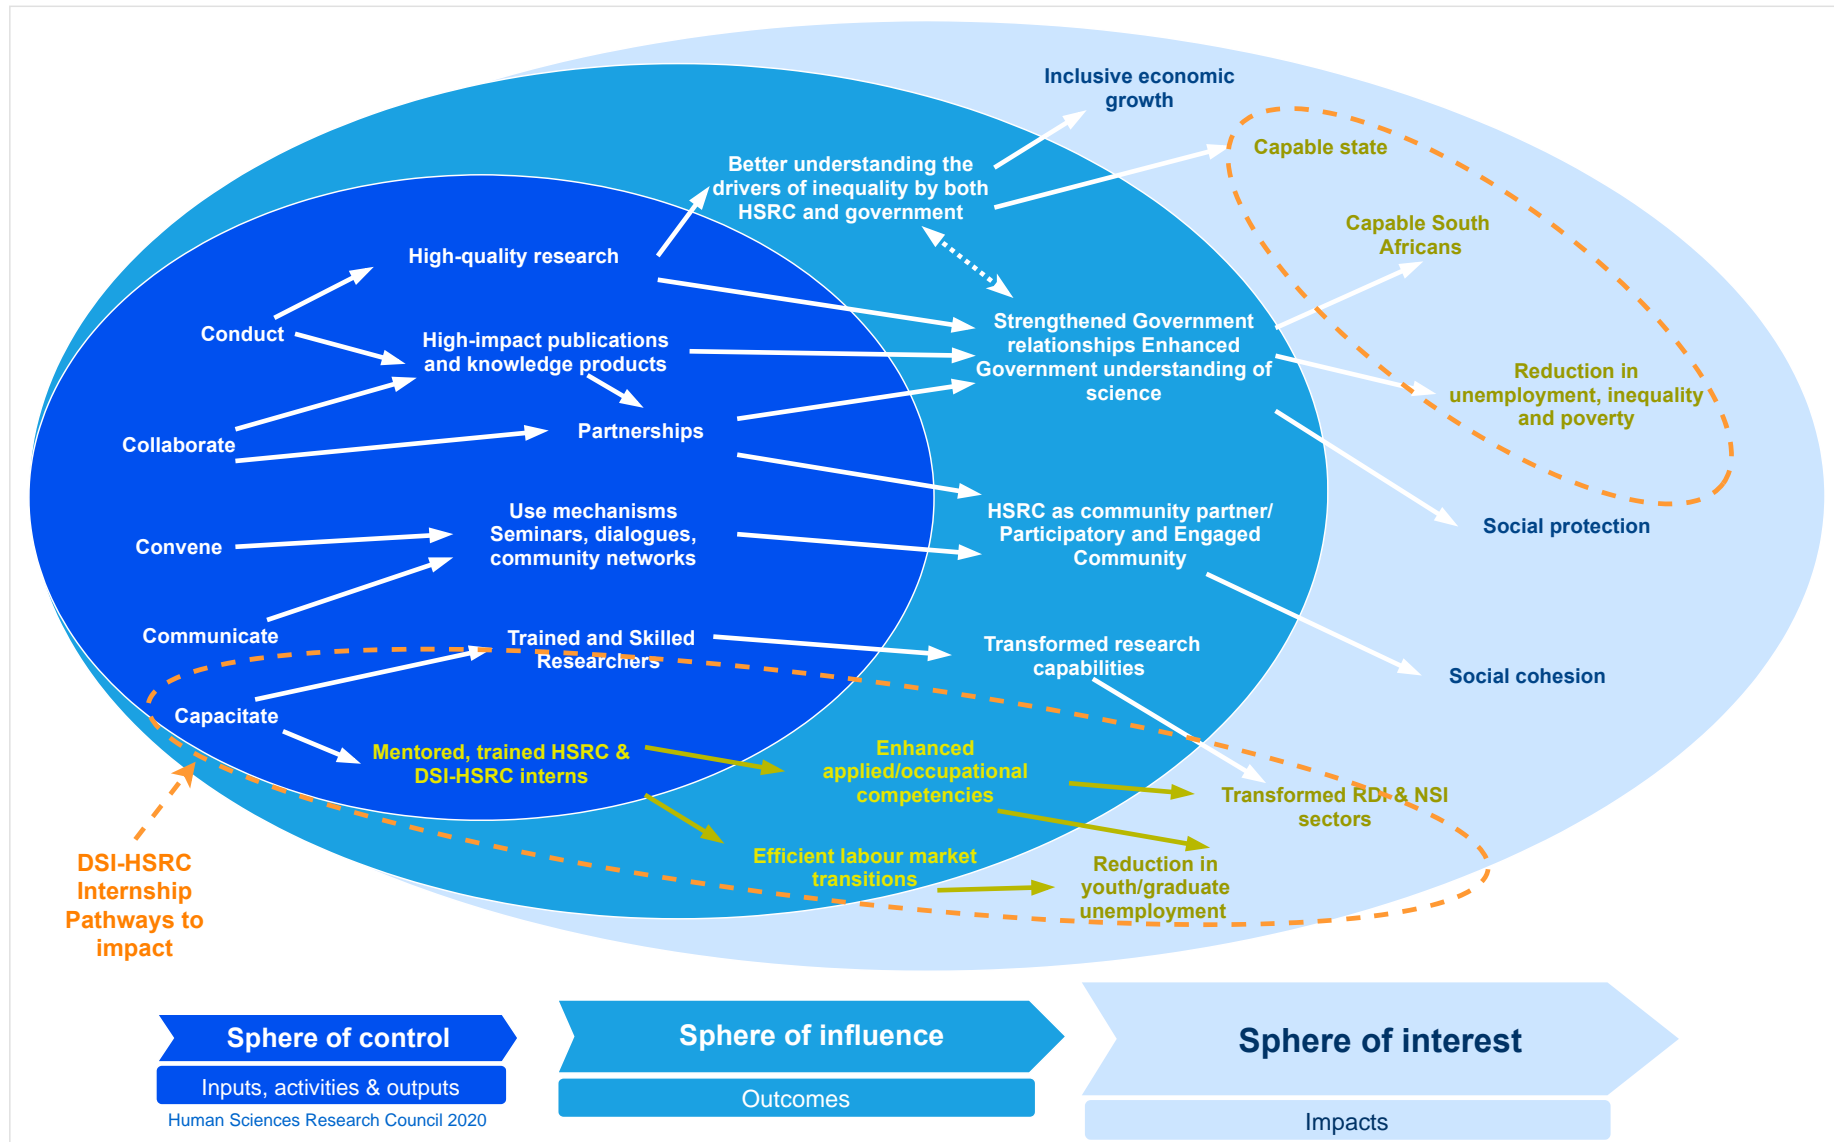 Inclusive economic
growth
Capable state
Better understanding the
drivers of inequality by both
HSRC and government
Capable South
Africans
High-quality research
Conduct
High-impact publications
and knowledge products
Strengthened Government
relationships Enhanced
Government understanding of
science
Reduction in
unemployment, inequality
and poverty
Collaborate
Partnerships
Use mechanisms
Seminars, dialogues,
community networks
HSRC as community partner/
Participatory and Engaged
Community
Social protection
Convene
Communicate
Trained and Skilled
Researchers
Transformed research
capabilities
Social cohesion
Capacitate
Mentored, trained HSRC &
DSI-HSRC interns
Enhanced
applied/occupational
competencies
Transformed RDI & NSI
sectors
Efficient labour market
transitions
Reduction in
youth/graduate
unemployment
DSI-HSRC
Internship
Pathways to
impact
Sphere of control
Inputs, activities & outputs
Human Sciences Research Council 2020
Sphere of influence
Outcomes
Sphere of interest
Impacts